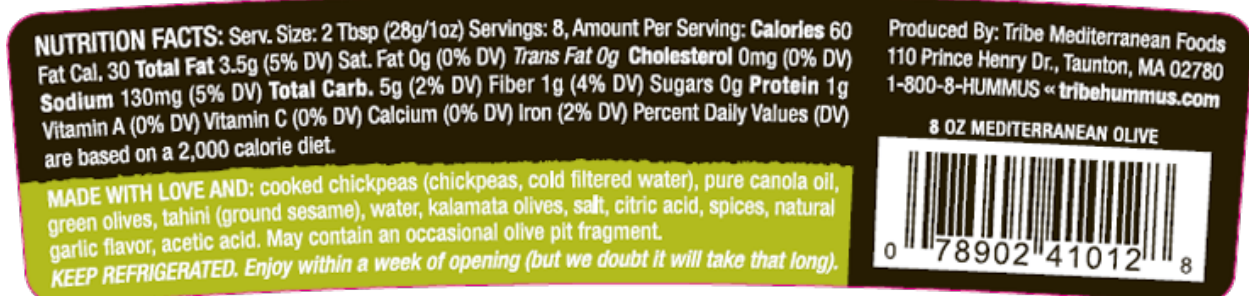 NUTRITION FACTS: Serv. Size: 2 Tbsp (28g/1oz) Servings: 8, Amount Per Serving: Calories 60
Fat Cal. 30 Total Fat 3.5g (5% DV) Sat. Fat 0g (0% DV) Trans Fat 0g Cholesterol 0mg (0% DV)
Sodium 130mg (5% DV) Total Carb. 5g (2% DV) Fiber 1g (4% DV) Sugars 0g Protein 1g
Vitamin A (0% DV) Vitamin C (0% DV) Calcium (0% DV) Iron (2% DV) Percent Daily Values (DV)
are based on a 2,000 calorie diet.
MADE WITH LOVE AND: cooked chickpeas (chickpeas, cold filtered water), pure canola oil,
green olives, tahini (ground sesame), water, kalamata olives, salt, citric acid, spices, natural
garlic flavor, acetic acid. May contain an occasional olive pit fragment.
KEEP REFRIGERATED. Enjoy within a week of opening (but we doubt it will take that long).
Produced By: Tribe Mediterranean Foods
110 Prince Henry Dr., Taunton, MA 02780
1-800-8-HUMMUS « tribehummus.com
8 OZ MEDITERRANEAN OLIVE
0 78902 41012 8